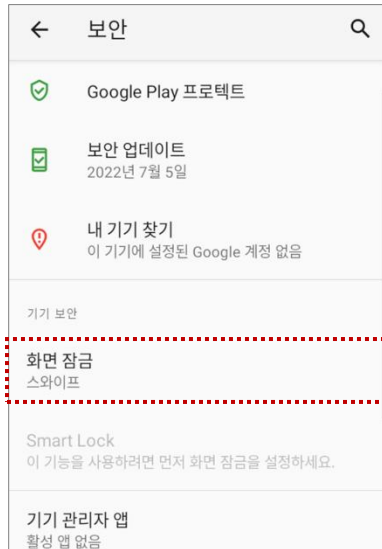 보안
Google Play 프로텍트
보안 업데이트
2022년 7월 5일
내 기기 찾기
이 기기에 설정된 Google 계정 없음
기기 보안
화면 잠금
스와이프
Smart Lock
이 기능을 사용하려면 먼저 화면 잠금을 설정하세요.
기기 관리자 앱
활성 앱 없음